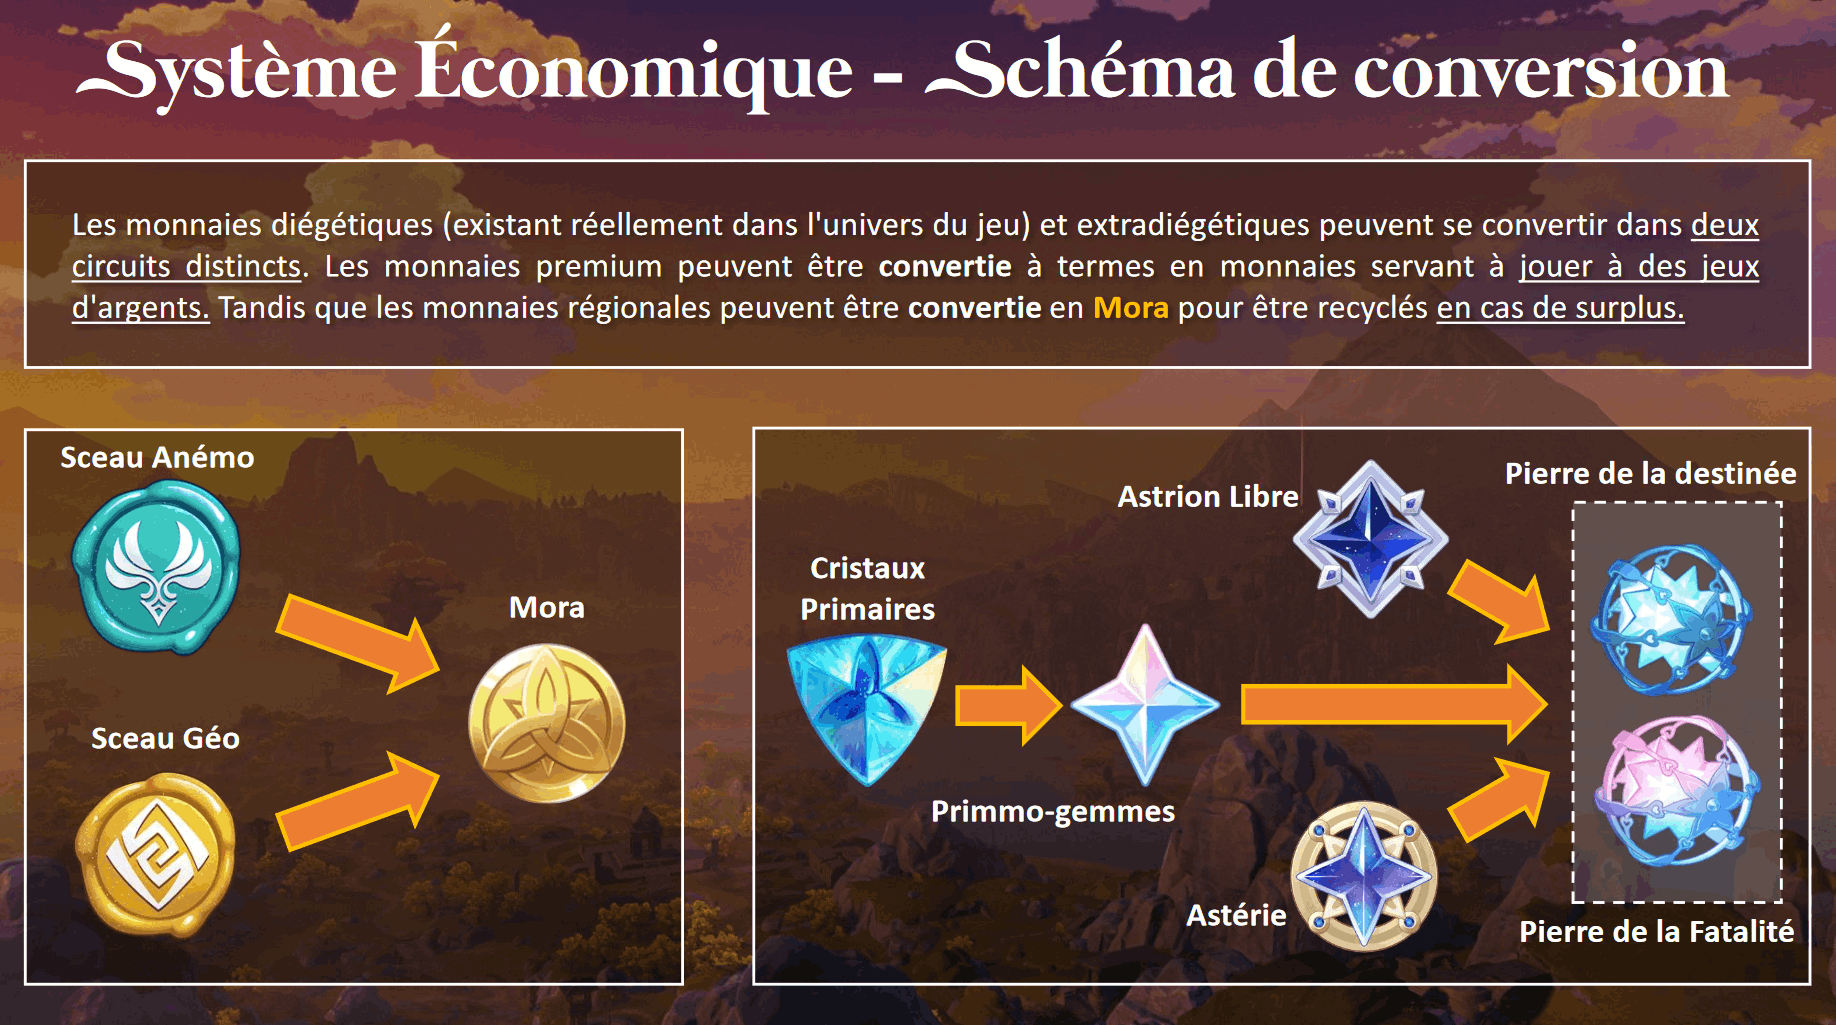 Système Économique – Schéma de conversion
Les monnaies diégétiques (existant réellement dans l'univers du jeu) et extradiégétiques peuvent se convertir dans deux
circuits distincts. Les monnaies premium peuvent être convertie à termes en monnaies servant à jouer à des jeux
d'argents. Tandis que les monnaies régionales peuvent être convertie en Mora pour être recyclés en cas de surplus.
Sceau Anémo
Mora
Sceau Géo
Astrion Libre
Pierre de la destinée
Cristaux
Primaires
Primmo-gemmes
Astérie
Pierre de la Fatalité